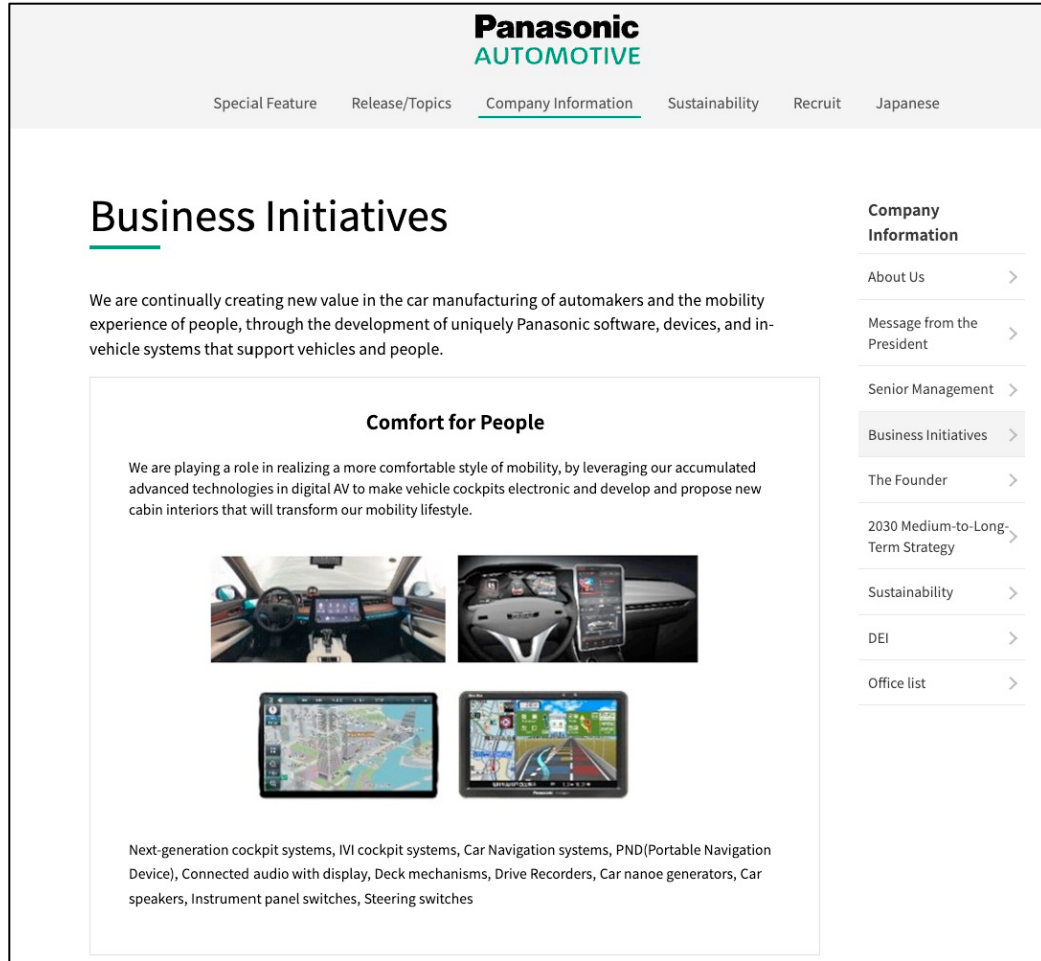 Panasonic
AUTOMOTIVE
Special Feature Release/Topics Company Information Sustainability Recruit Japanese
Business Initiatives
We are continually creating new value in the car manufacturing of automakers and the mobility
experience of people, through the development of uniquely Panasonic software, devices, and in-
vehicle systems that support vehicles and people.
Comfort for People
We are playing a role in realizing a more comfortable style of mobility, by leveraging our accumulated
advanced technologies in digital AV to make vehicle cockpits electronic and develop and propose new
cabin interiors that will transform our mobility lifestyle.
Panasonic
Next-generation cockpit systems, IVI cockpit systems, Car Navigation systems, PND(Portable Navigation
Device), Connected audio with display, Deck mechanisms, Drive Recorders, Car nanoe generators, Car
speakers, Instrument panel switches, Steering switches
Company
Information
About Us
Message from the
President
Senior Management
Business Initiatives
The Founder
2030 Medium-to-Long-
Term Strategy
Sustainability
DEI
Office list